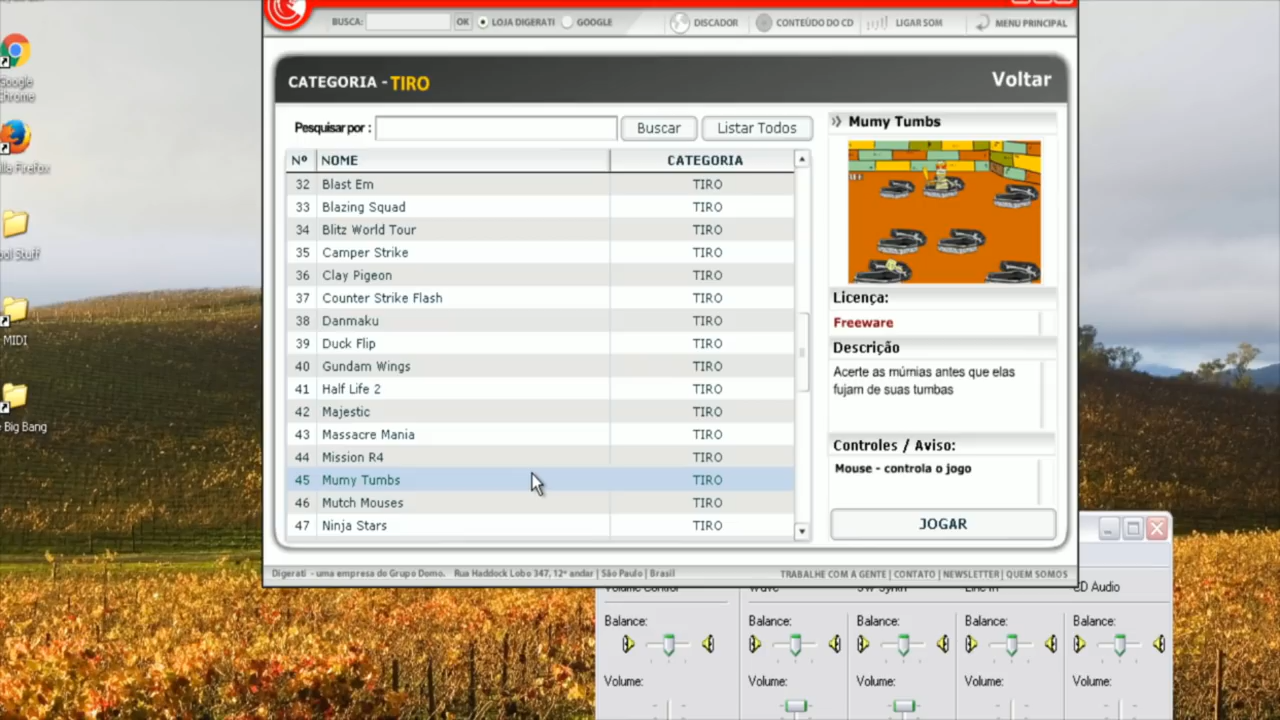 BUSCA: OK LOJA DIGERATI GOOGLE DISCADOR CONTEÚDO DO CD LIGAR SOM MENU PRINCIPAL
CATEGORIA - TIRO Voltar
Pesquisar por : Buscar Listar Todos
Nº NOME CATEGORIA
32 Blast Em TIRO
33 Blazing Squad TIRO
34 Blitz World Tour TIRO
35 Camper Strike TIRO
36 Clay Pigeon TIRO
37 Counter Strike Flash TIRO
38 Danmaku TIRO
39 Duck Flip TIRO
40 Gundam Wings TIRO
41 Half Life 2 TIRO
42 Majestic TIRO
43 Massacre Mania TIRO
44 Mission R4 TIRO
45 Mumy Tumbs TIRO
46 Mutch Mouses TIRO
47 Ninja Stars TIRO
Mumy Tumbs
Licença:
Freeware
Descrição
Acerte as múmias antes que elas
fujam de suas tumbas
Controles / Aviso:
Mouse - controla o jogo
JOGAR
Digerati - uma empresa do Grupo Domo. Rua Haddock Lobo 347, 12º andar | São Paulo | Brasil
TRABALHE COM A GENTE | CONTATO | NEWSLETTER | QUEM SOMOS
Google
Chrome
Firefox
Stuff
MIDI
Big Bang
CD Audio
Balance: Balance: Balance: Balance: Balance:
Volume: Volume: Volume: Volume: Volume: